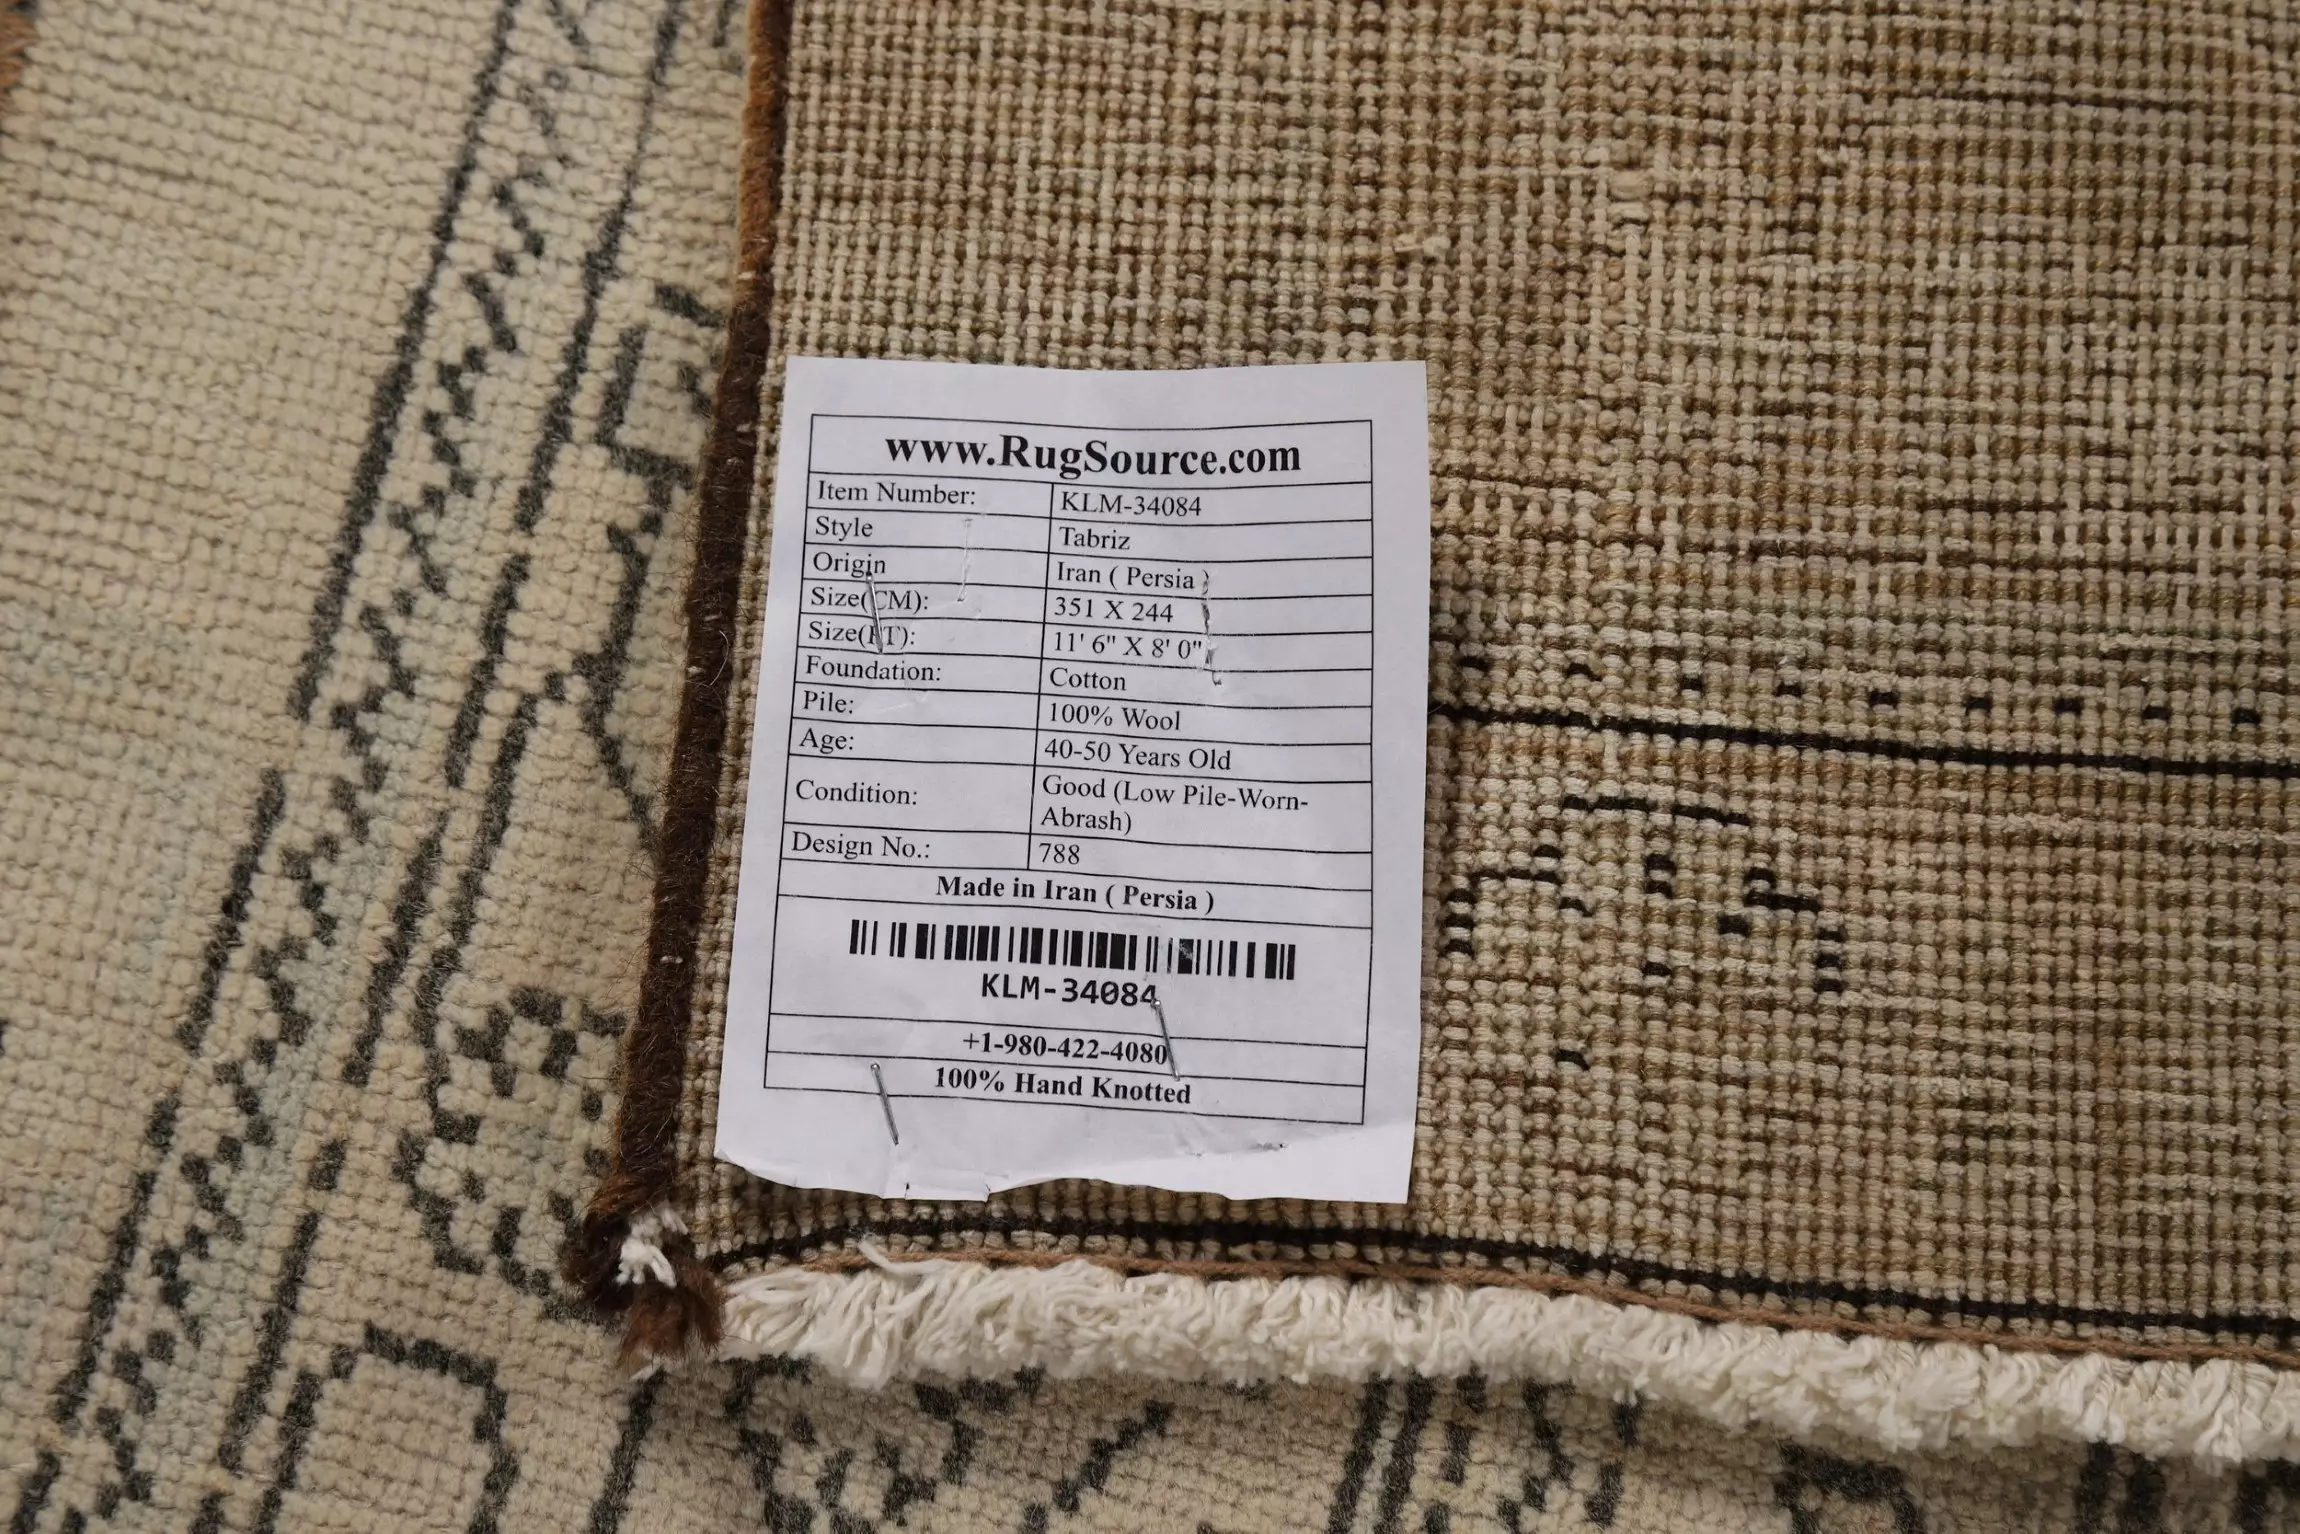 www.RugSource.com
Item Number: KLM-34084
Style Tabriz
Origin Iran ( Persia )
Size(CM): 351 X 244
Size(FT): 11' 6" X 8' 0"
Foundation: Cotton
Pile: 100% Wool
Age: 40-50 Years Old
Condition: Good (Low Pile-Worn-
Abrash)
Design No.: 788
Made in Iran ( Persia )
KLM-34084
+1-980-422-4080
100% Hand Knotted